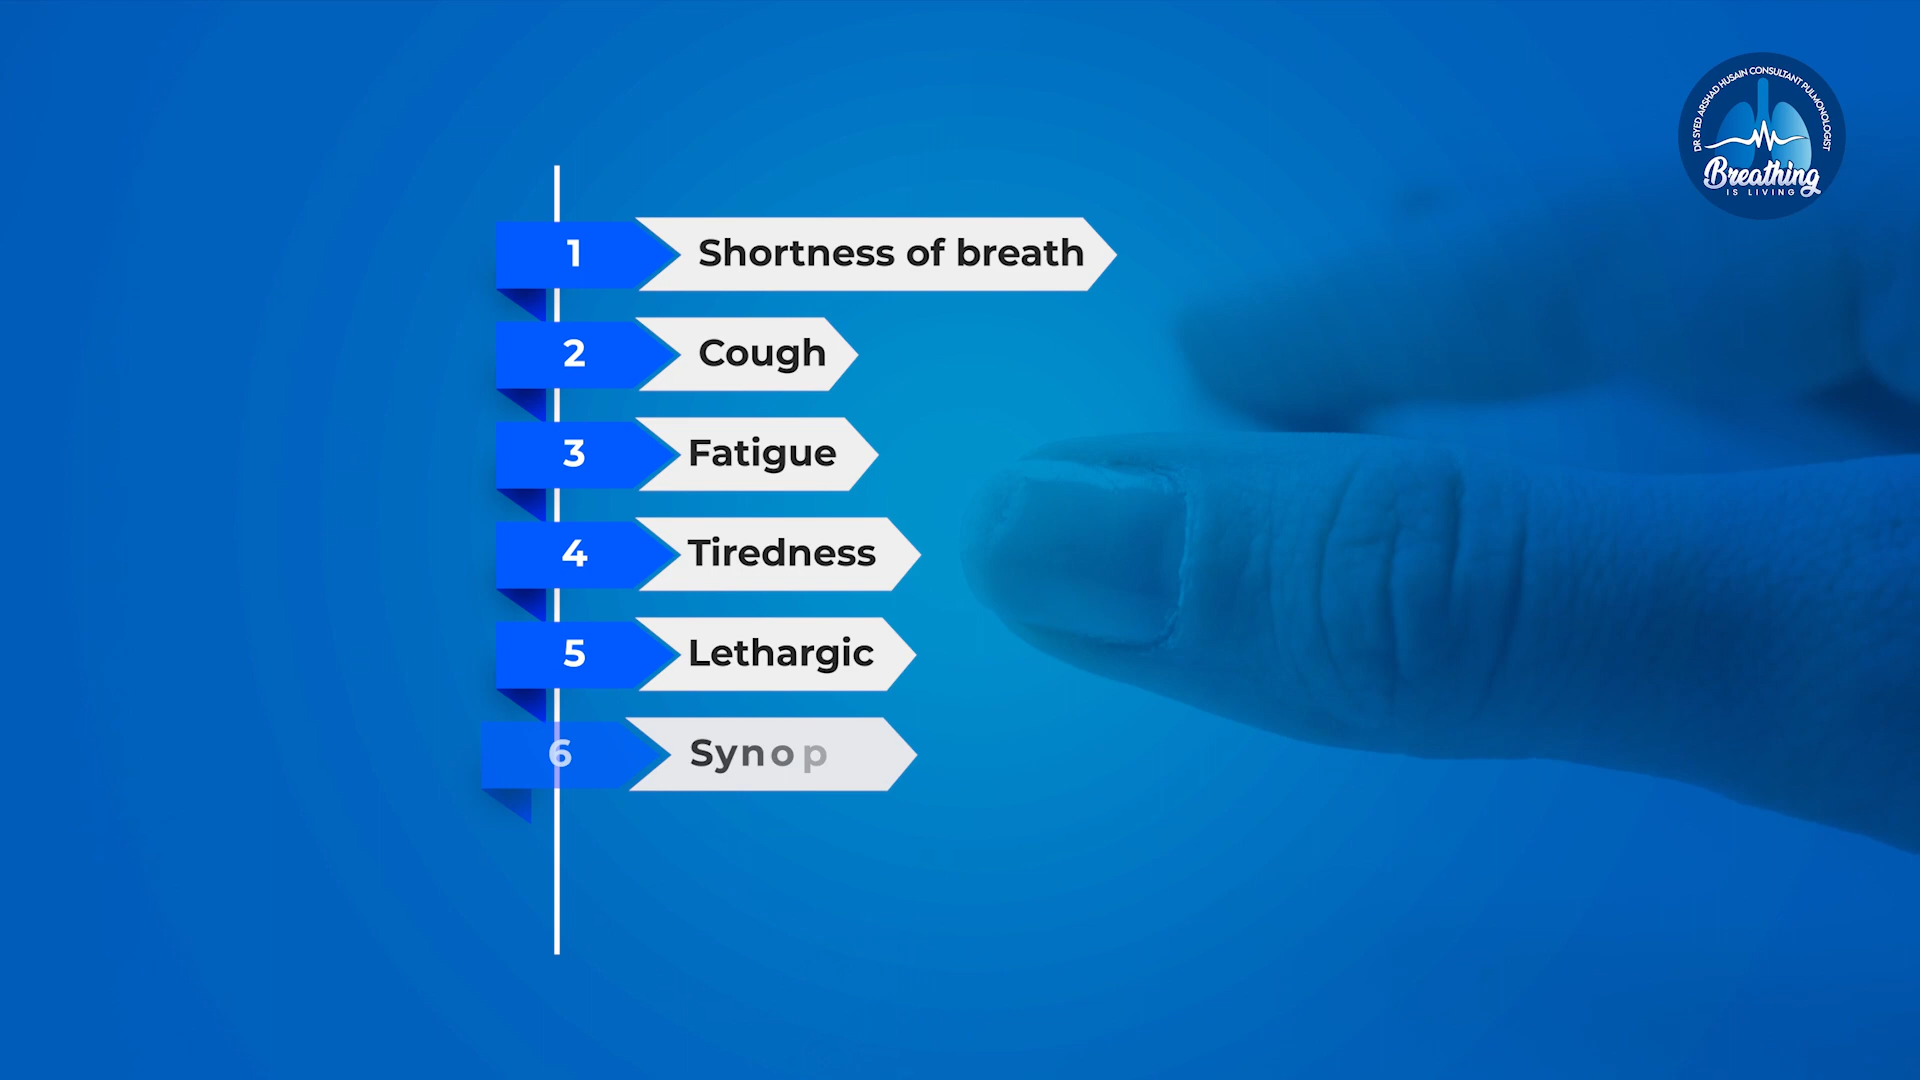 DR SYED ARSHAD HUSAIN CONSULTANT PULMONOLOGIST
Breathing
IS LIVING
1 Shortness of breath
2 Cough
3 Fatigue
4 Tiredness
5 Lethargic
6 Synop